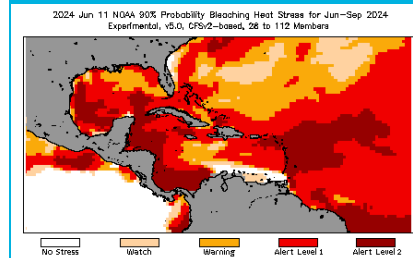 2024 Jun 11 NOAA 90% Probability Bleaching Heat Stress for Jun-Sep 2024
Experimental, v5.0, CFSv2-based, 28 to 112 Members
No Stress Watch Warning Alert Level 1 Alert Level 2